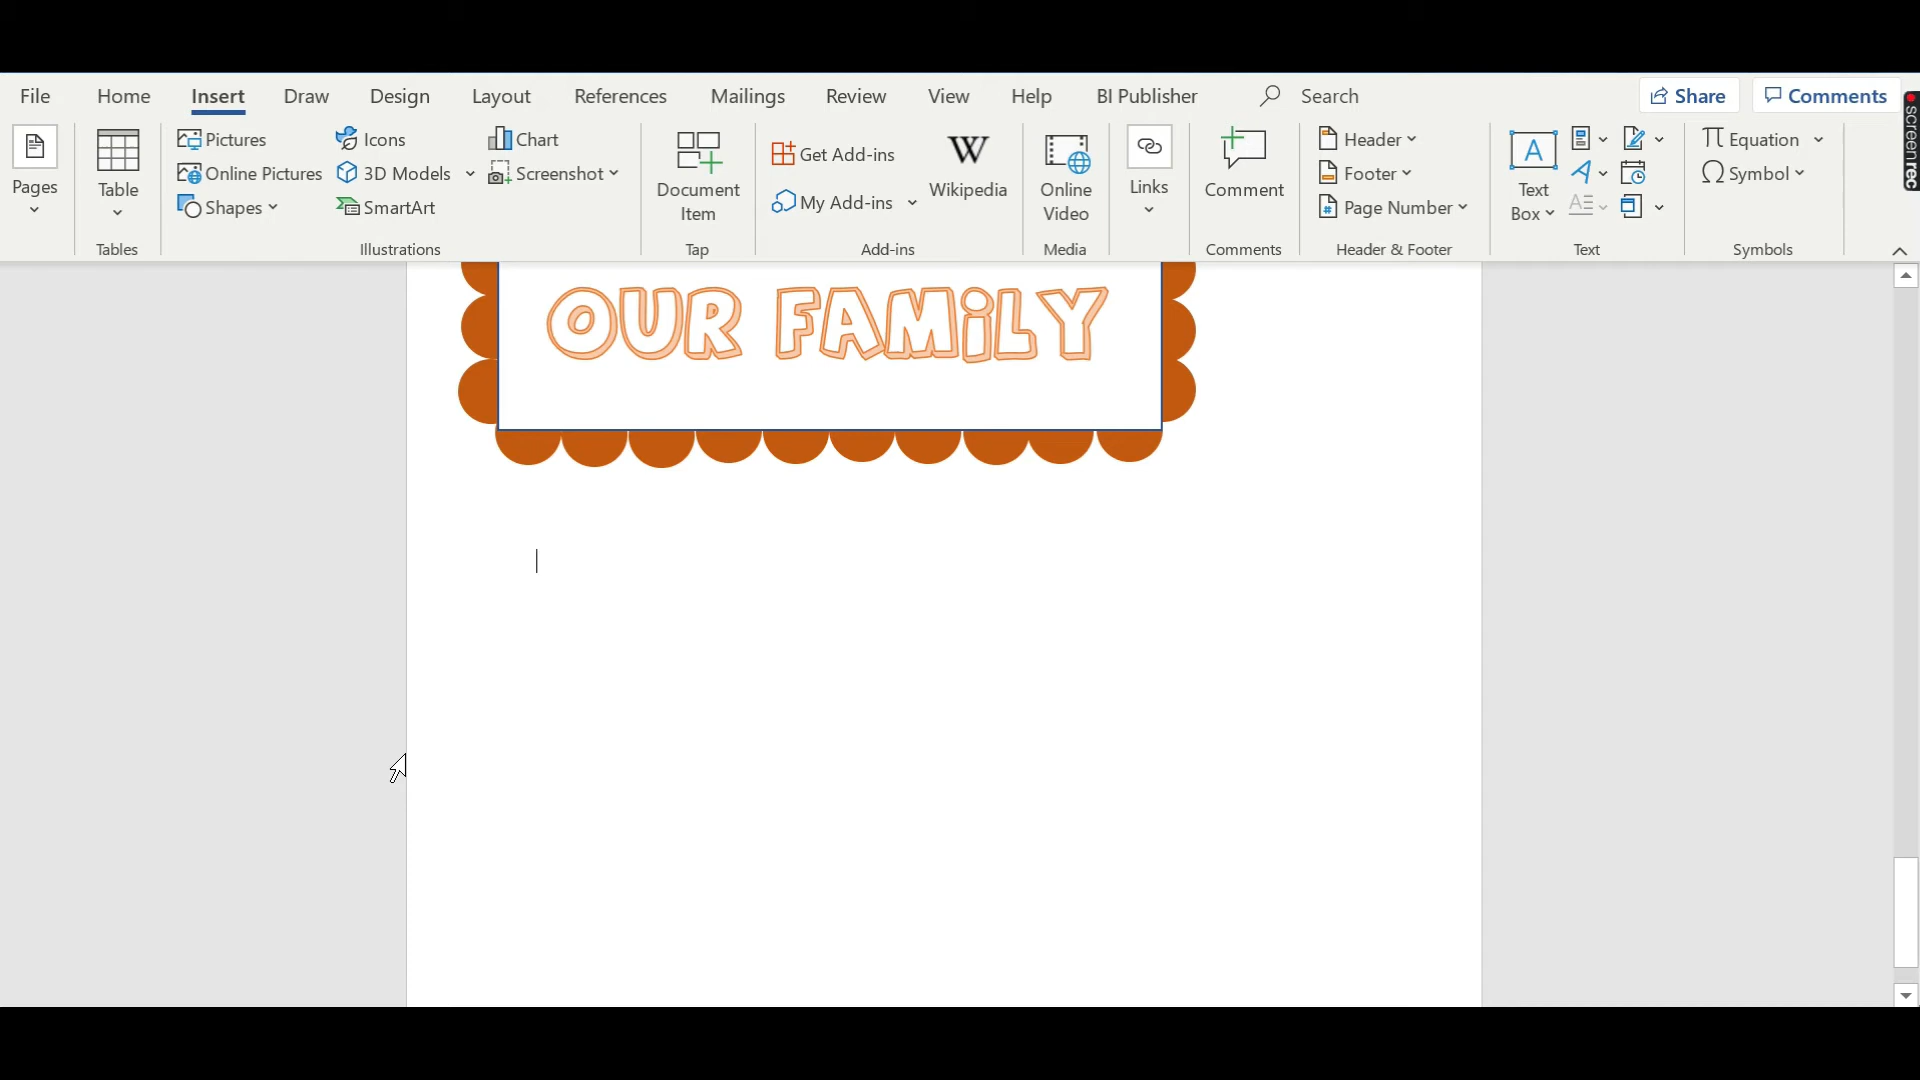 File Home Insert Draw Design Layout References Mailings Review View Help BI Publisher Search Share Comments
Pages
Table
Pictures
Online Pictures
Shapes
Icons
3D Models
SmartArt
Chart
Screenshot
Document
Item
Get Add-ins
My Add-ins
W
Wikipedia
Online
Video
Links
Comment
Header
Footer
Page Number
A
Text
Box
Equation
Symbol
Tables Illustrations Tap Add-ins Media Comments Header & Footer Text Symbols
screenrec
OUR FAMiLY